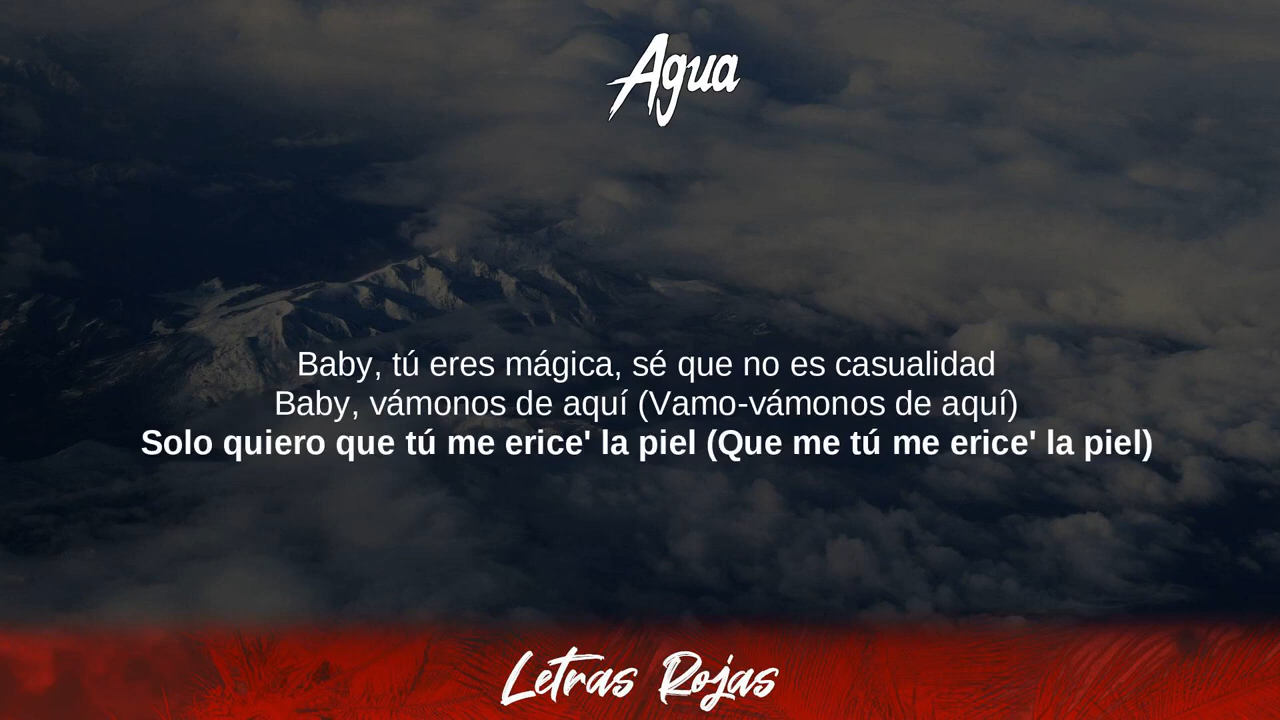 Agua
Baby, tú eres mágica, sé que no es casualidad
Baby, vámonos de aquí (Vamo-vámonos de aquí)
Solo quiero que tú me erice' la piel (Que me tú me erice' la piel)
Letras Rojas